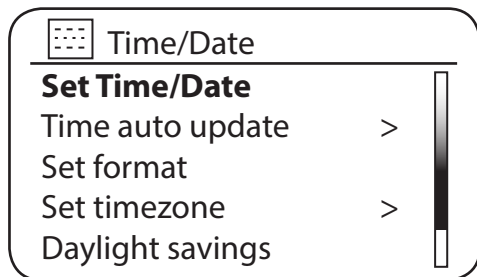 Time/Date
Set Time/Date
Time auto update >
Set format
Set timezone >
Daylight savings